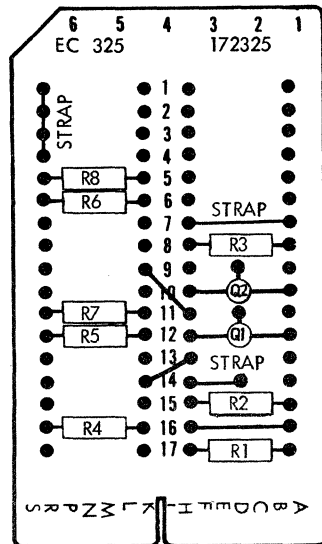 6 5 4 3 2 1
EC 325 172325
1
2
STRAP
3
4
R8 5
R6 6
7 STRAP
8 R3
9
10 Q2
R7 11
R5 12 Q1
13
STRAP
14
15 R2
R4 16
17 R1
S R P N M L K H F E D C B A